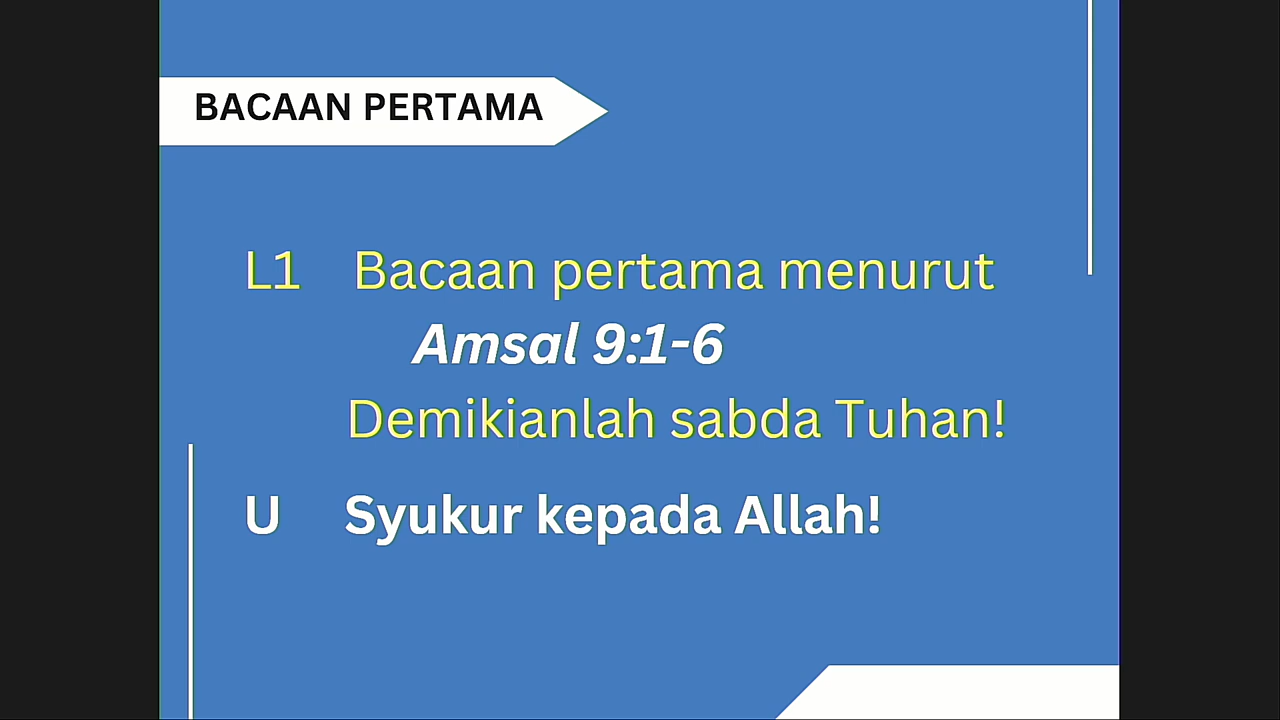 BACAAN PERTAMA
L1 Bacaan pertama menurut
Amsal 9:1-6
Demikianlah sabda Tuhan!
U Syukur kepada Allah!